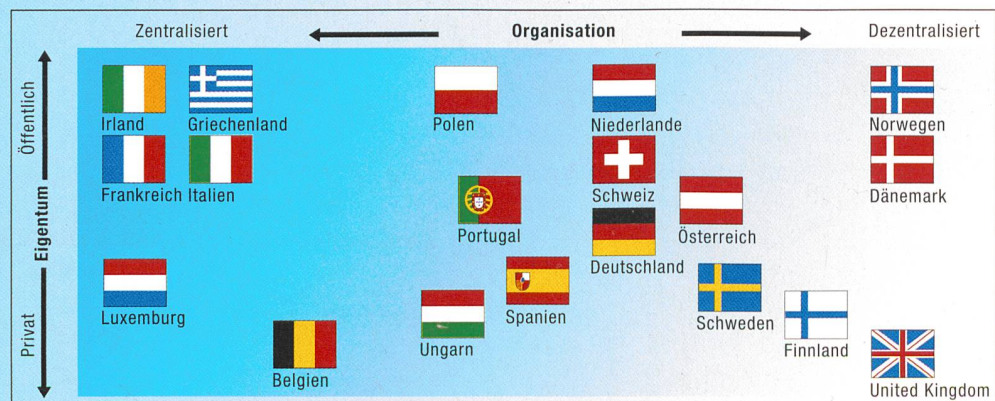 Zentralisiert Organisation Dezentralisiert
Öffentlich
Eigentum
Privat
Irland Griechenland Polen Niederlande Norwegen
Frankreich Italien Schweiz Dänemark
Portugal Österreich
Deutschland
Luxemburg Spanien Schweden
Ungarn Finnland
Belgien United Kingdom